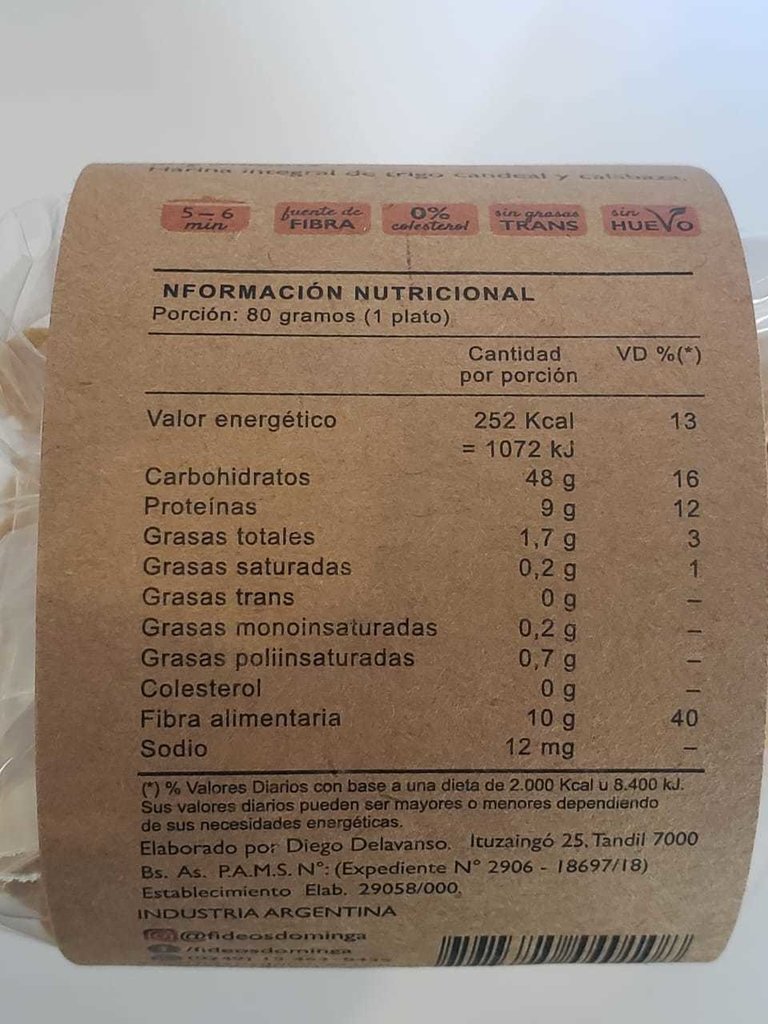 Harina integral de trigo candeal y calabaza.
5-6 min
fuente de FIBRA
0% colesterol
sin grasas TRANS
sin HUEVO
NFORMACIÓN NUTRICIONAL
Porción: 80 gramos (1 plato)
Cantidad por porción VD %(*)
Valor energético 252 Kcal 13
= 1072 kJ
Carbohidratos 48 g 16
Proteínas 9 g 12
Grasas totales 1,7 g 3
Grasas saturadas 0,2 g 1
Grasas trans 0 g –
Grasas monoinsaturadas 0,2 g –
Grasas poliinsaturadas 0,7 g –
Colesterol 0 g –
Fibra alimentaria 10 g 40
Sodio 12 mg –
(*) % Valores Diarios con base a una dieta de 2.000 Kcal u 8.400 kJ.
Sus valores diarios pueden ser mayores o menores dependiendo
de sus necesidades energéticas.
Elaborado por Diego Delavanso. Ituzaingó 25. Tandil 7000
Bs. As. P.A.M.S. N°: (Expediente N° 2906 - 18697/18)
Establecimiento Elab. 29058/000.
INDUSTRIA ARGENTINA
@fideosdominga
/fideosdominga